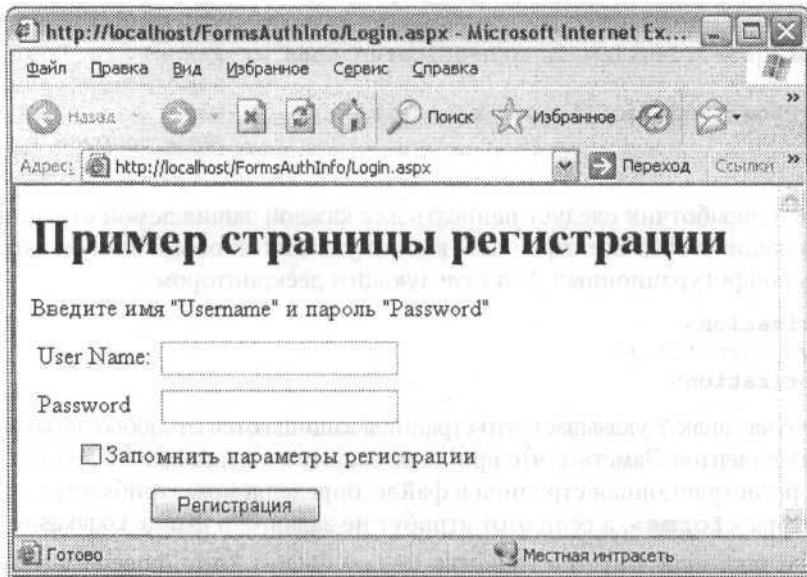 http://localhost/FormsAuthInfo/Login.aspx - Microsoft Internet Ex...
Файл Правка Вид Избранное Сервис Справка
Назад Поиск Избранное »
Адрес: http://localhost/FormsAuthInfo/Login.aspx Переход Ссылки »
Пример страницы регистрации
Введите имя "Username" и пароль "Password"
User Name:
Password
Запомнить параметры регистрации
Регистрация
Готово Местная интрасеть